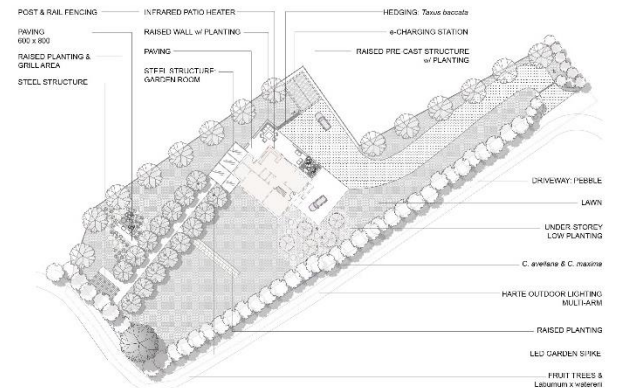 POST & RAIL FENCING
PAVING
600 x 800
RAISED PLANTING &
GRILL AREA
STEEL STRUCTURE
INFRARED PATIO HEATER
RAISED WALL w/ PLANTING
PAVING
STEEL STRUCTURE:
GARDEN ROOM
HEDGING: Taxus baccata
e-CHARGING STATION
RAISED PRE-CAST STRUCTURE
w/ PLANTING
DRIVEWAY: PEBBLE
LAWN
UNDER STOREY
LOW PLANTING
C. avellana & C. maxima
HARTE OUTDOOR LIGHTING
MULTI-ARM
RAISED PLANTING
LED GARDEN SPIKE
FRUIT TREES &
Laburnum x watereri